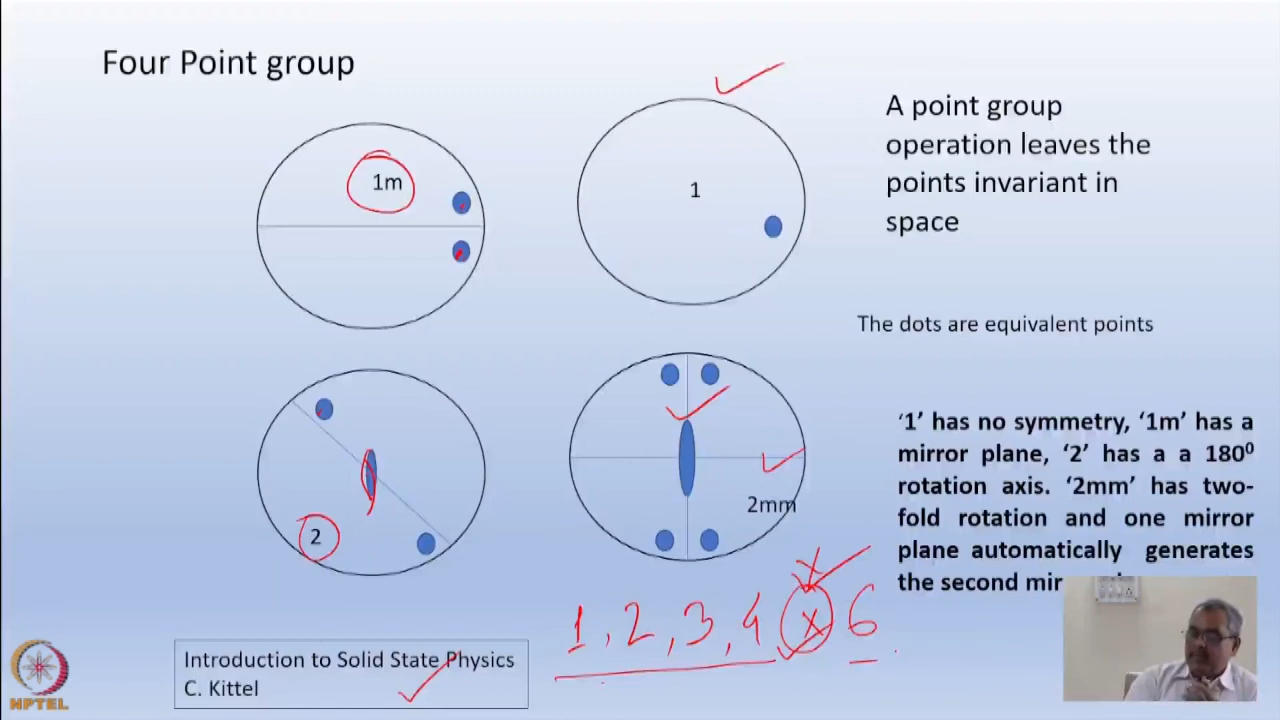 Four Point group
1m
1
A point group
operation leaves the
points invariant in
space
The dots are equivalent points
2
2mm
'1' has no symmetry, '1m' has a
mirror plane, '2' has a a 180⁰
rotation axis. '2mm' has two-
fold rotation and one mirror
plane automatically generates
the second
1, 2, 3, 4 x 6
x
Introduction to Solid State Physics
C. Kittel
NPTEL